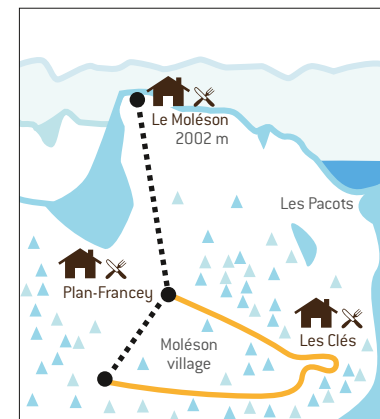 Le Moléson
2002 m
Les Pacots
Plan-Francey
Les Clés
Moléson
village